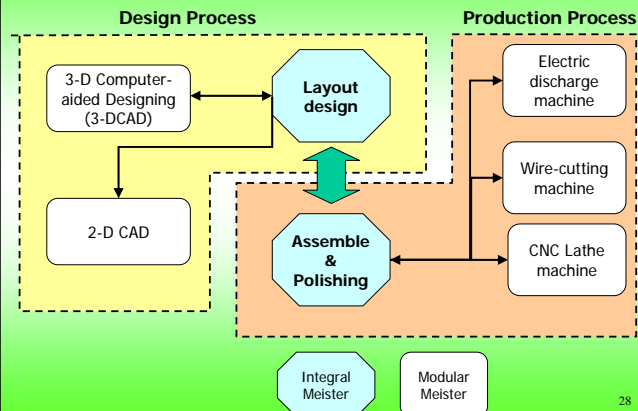 Design Process
Production Process
3-D Computer-
aided Designing
(3-DCAD)
Layout
design
2-D CAD
Electric
discharge
machine
Wire-cutting
machine
CNC Lathe
machine
Assemble
&
Polishing
Integral
Meister
Modular
Meister
28